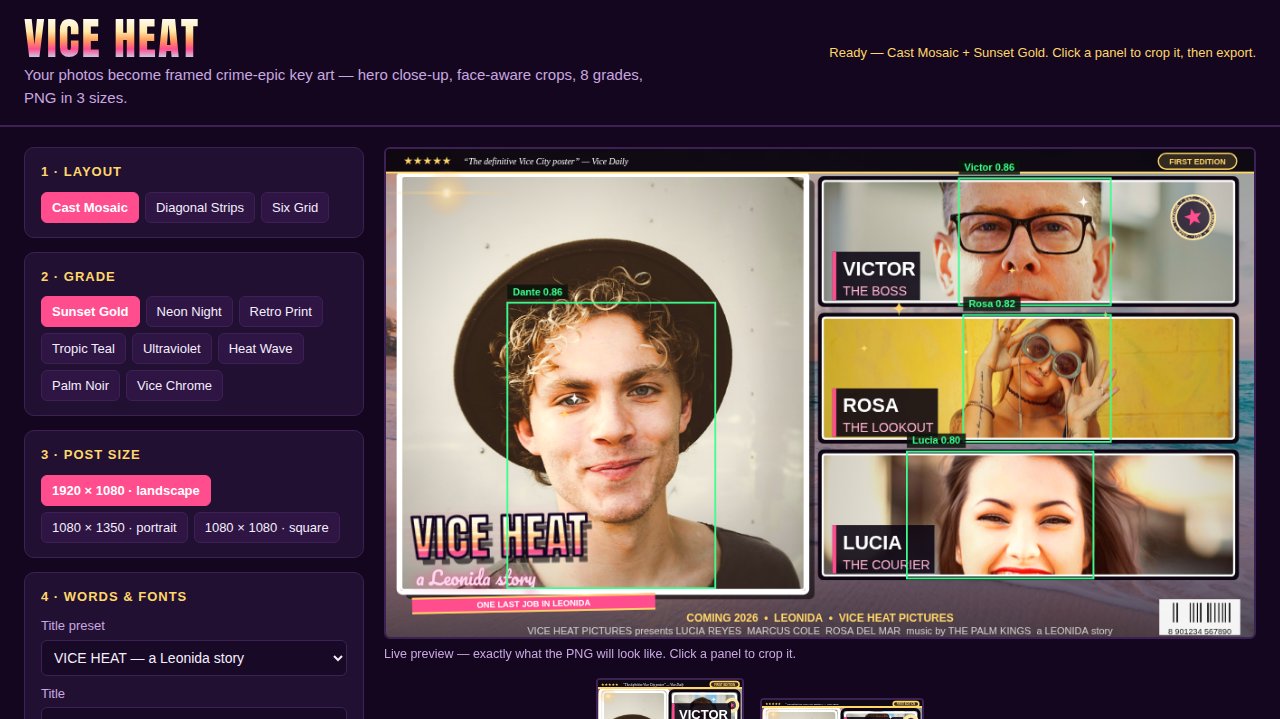 VICE HEAT
Your photos become framed crime-epic key art — hero close-up, face-aware crops, 8 grades,
PNG in 3 sizes.
Ready — Cast Mosaic + Sunset Gold. Click a panel to crop it, then export.
1 · LAYOUT
Cast Mosaic
Diagonal Strips
Six Grid
2 · GRADE
Sunset Gold
Neon Night
Retro Print
Tropic Teal
Ultraviolet
Heat Wave
Palm Noir
Vice Chrome
3 · POST SIZE
1920 × 1080 · landscape
1080 × 1350 · portrait
1080 × 1080 · square
4 · WORDS & FONTS
Title preset
VICE HEAT — a Leonida story
Title
★★★★★ “The definitive Vice City poster” — Vice Daily
FIRST EDITION
Dante 0.86
VICE HEAT
a Leonida story
ONE LAST JOB IN LEONIDA
Victor 0.86
VICTOR
THE BOSS
Rosa 0.82
ROSA
THE LOOKOUT
Lucia 0.80
LUCIA
THE COURIER
COMING 2026 • LEONIDA • VICE HEAT PICTURES
VICE HEAT PICTURES presents LUCIA REYES MARCUS COLE ROSA DEL MAR music by THE PALM KINGS a LEONIDA story
8 901234 567890
Live preview — exactly what the PNG will look like. Click a panel to crop it.
VICTOR